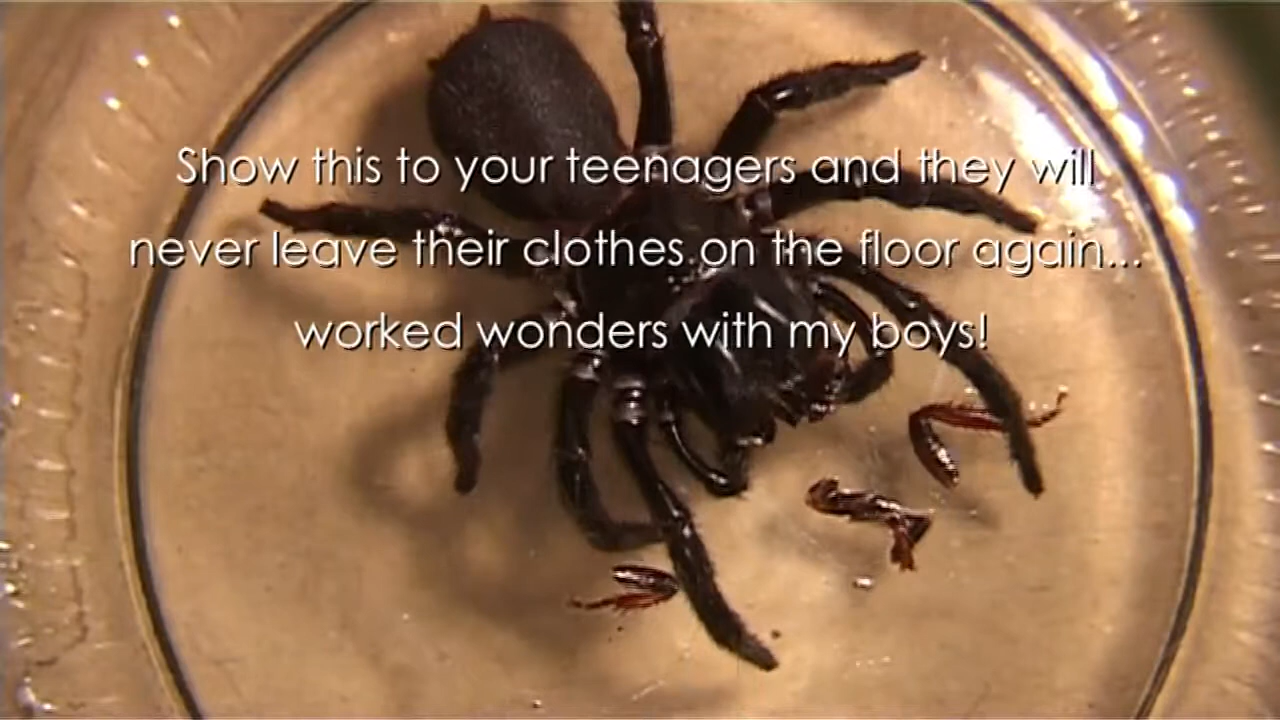 Show this to your teenagers and they will
never leave their clothes on the floor again...
worked wonders with my boys!